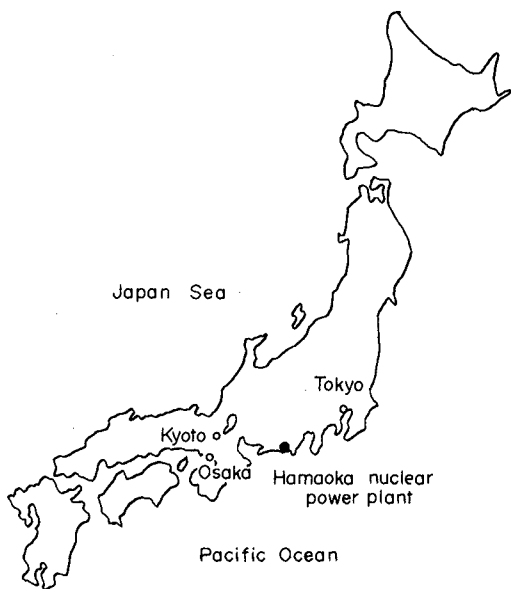 Japan Sea
Tokyo
Kyoto
Osaka
Hamaoka nuclear
power plant
Pacific Ocean